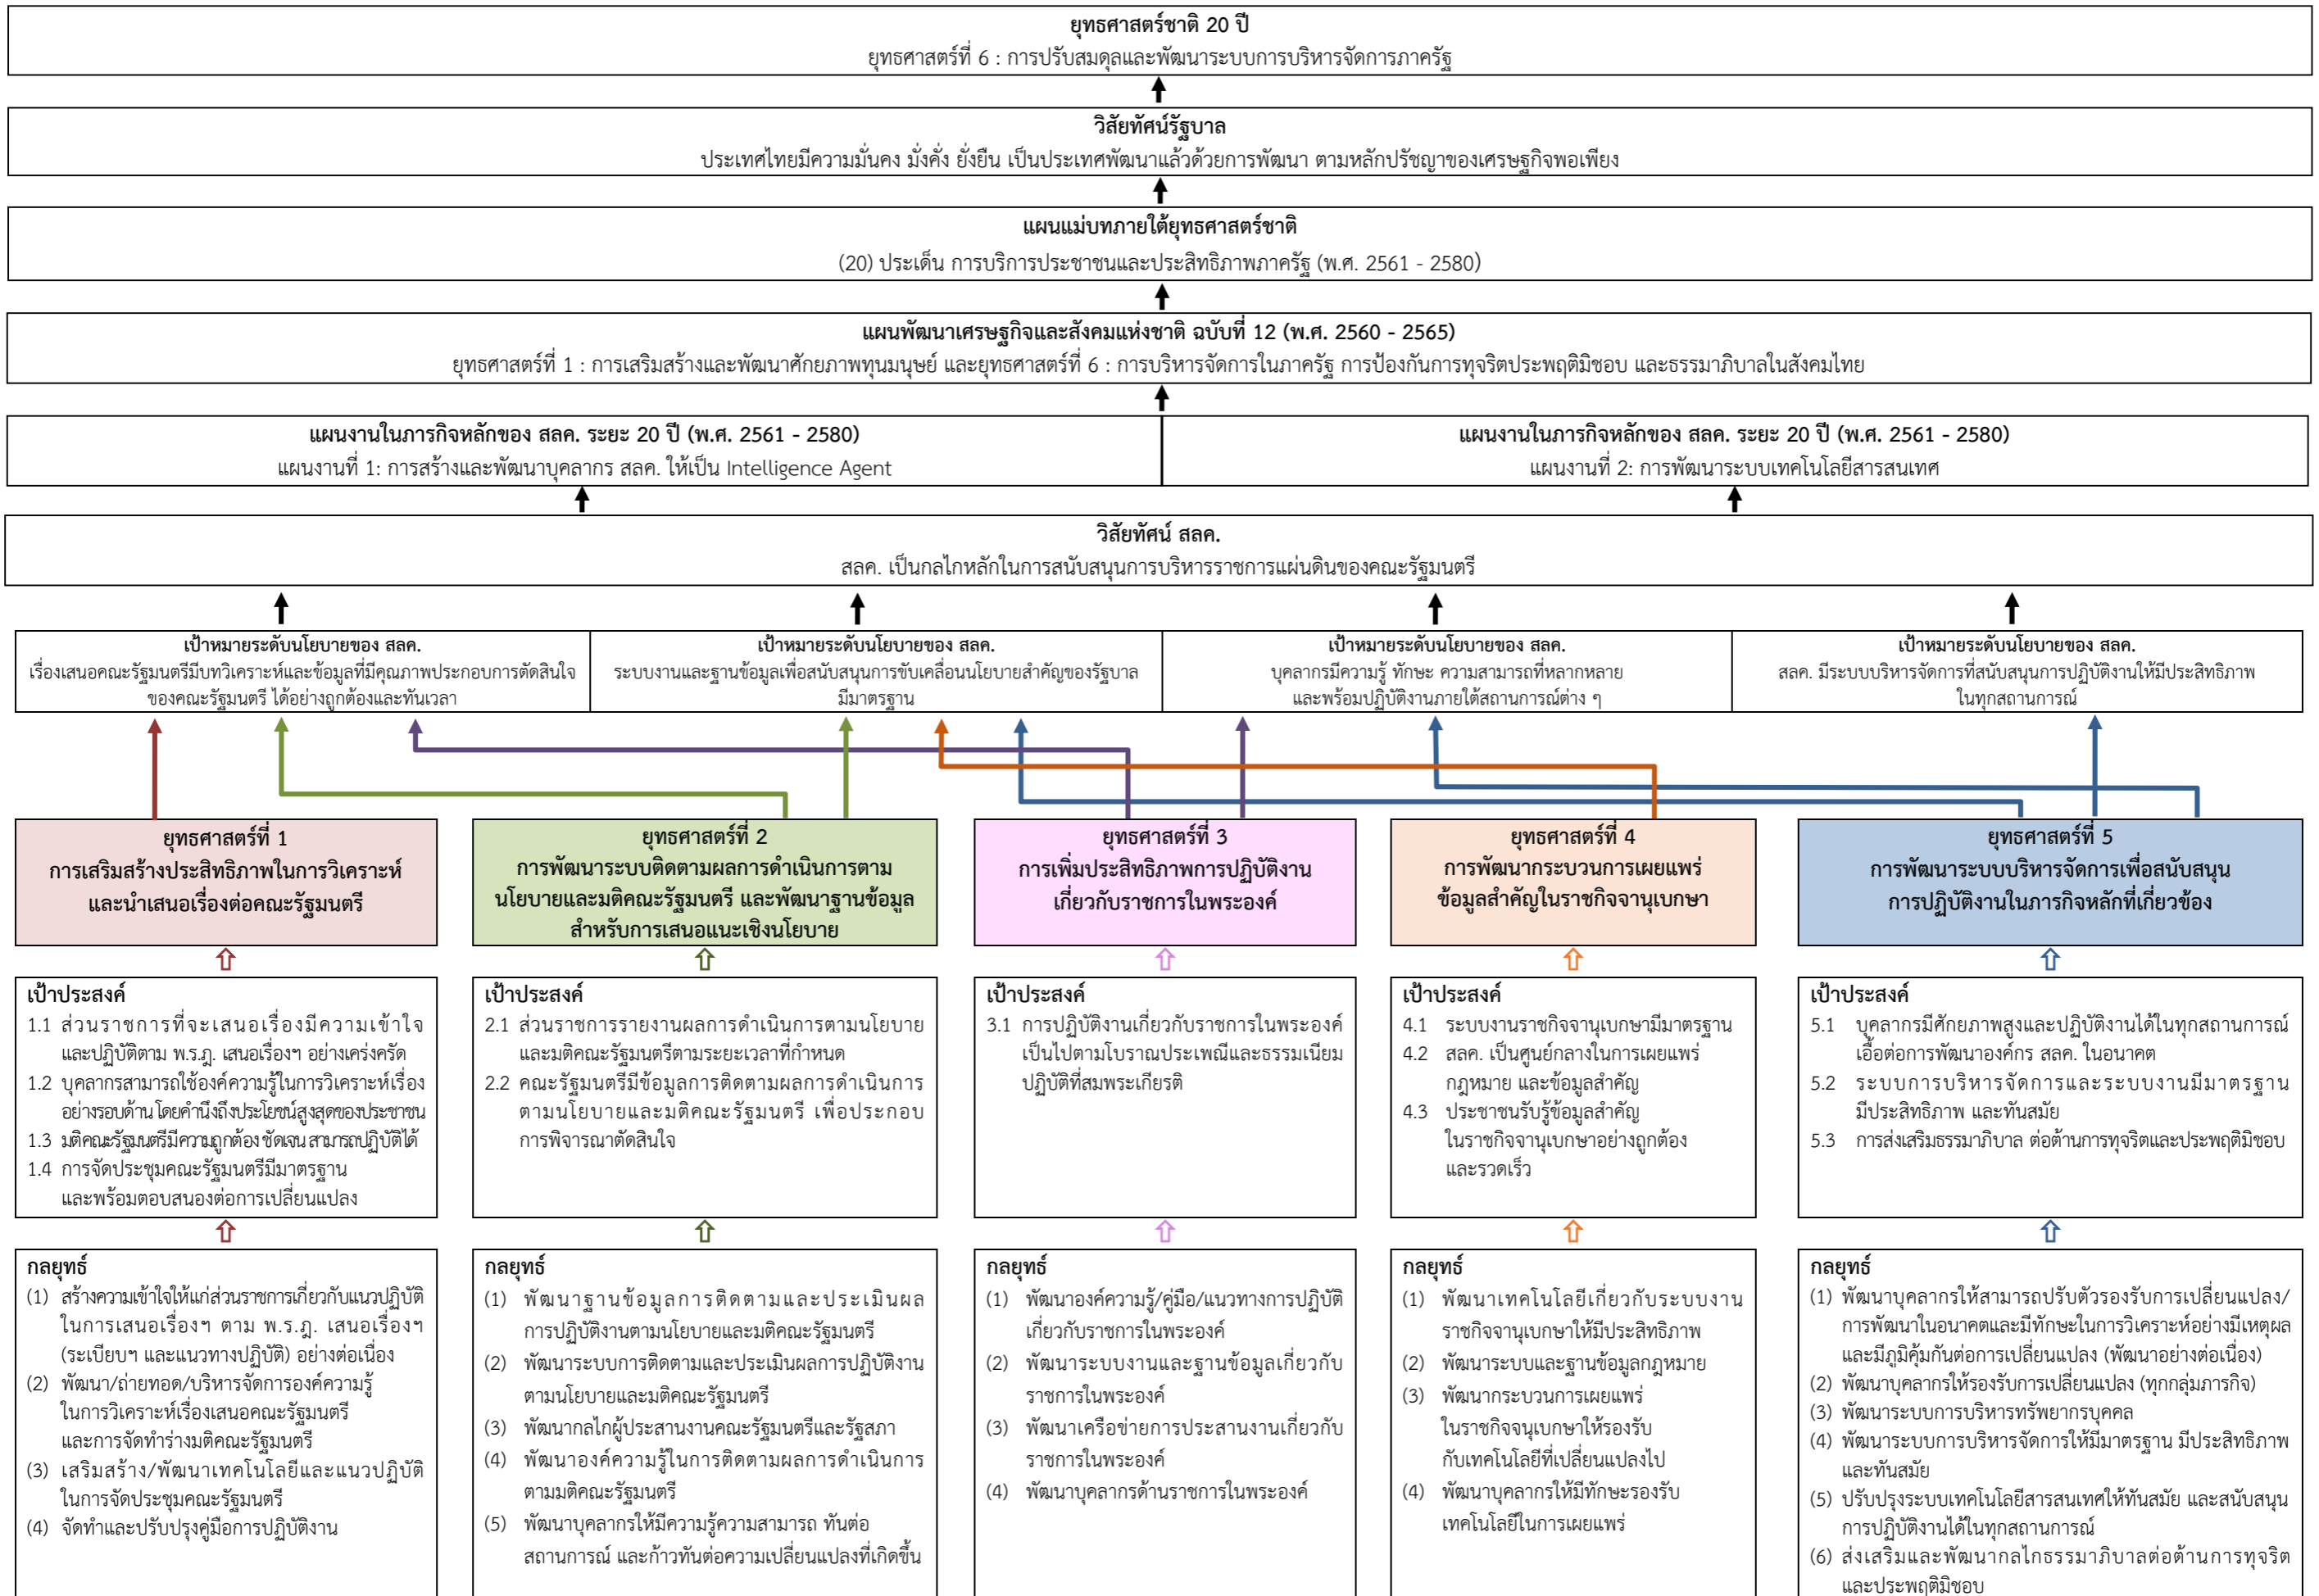 ยุทธศาสตร์ชาติ 20 ปี
ยุทธศาสตร์ที่ 6 : การปรับสมดุลและพัฒนาระบบการบริหารจัดการภาครัฐ
วิสัยทัศน์รัฐบาล
ประเทศไทยมีความมั่นคง มั่งคั่ง ยั่งยืน เป็นประเทศพัฒนาแล้วด้วยการพัฒนา ตามหลักปรัชญาของเศรษฐกิจพอเพียง
แผนแม่บทภายใต้ยุทธศาสตร์ชาติ
(20) ประเด็น การบริการประชาชนและประสิทธิภาพภาครัฐ (พ.ศ. 2561 - 2580)
แผนพัฒนาเศรษฐกิจและสังคมแห่งชาติ ฉบับที่ 12 (พ.ศ. 2560 - 2565)
ยุทธศาสตร์ที่ 1 : การเสริมสร้างและพัฒนาศักยภาพทุนมนุษย์ และยุทธศาสตร์ที่ 6 : การบริหารจัดการในภาครัฐ การป้องกันการทุจริตประพฤติมิชอบ และธรรมาภิบาลในสังคมไทย
แผนงานในภารกิจหลักของ สลค. ระยะ 20 ปี (พ.ศ. 2561 - 2580)
แผนงานที่ 1: การสร้างและพัฒนาบุคลากร สลค. ให้เป็น Intelligence Agent
แผนงานในภารกิจหลักของ สลค. ระยะ 20 ปี (พ.ศ. 2561 - 2580)
แผนงานที่ 2: การพัฒนาระบบเทคโนโลยีสารสนเทศ
วิสัยทัศน์ สลค.
สลค. เป็นกลไกหลักในการสนับสนุนการบริหารราชการแผ่นดินของคณะรัฐมนตรี
เป้าหมายระดับนโยบายของ สลค.
เรื่องเสนอคณะรัฐมนตรีมีบทวิเคราะห์และข้อมูลที่มีคุณภาพประกอบการตัดสินใจ
ของคณะรัฐมนตรี ได้อย่างถูกต้องและทันเวลา
เป้าหมายระดับนโยบายของ สลค.
ระบบงานและฐานข้อมูลเพื่อสนับสนุนการขับเคลื่อนนโยบายสำคัญของรัฐบาล
มีมาตรฐาน
เป้าหมายระดับนโยบายของ สลค.
บุคลากรมีความรู้ ทักษะ ความสามารถที่หลากหลาย
และพร้อมปฏิบัติงานภายใต้สถานการณ์ต่าง ๆ
เป้าหมายระดับนโยบายของ สลค.
สลค. มีระบบบริหารจัดการที่สนับสนุนการปฏิบัติงานให้มีประสิทธิภาพ
ในทุกสถานการณ์
ยุทธศาสตร์ที่ 1
การเสริมสร้างประสิทธิภาพในการวิเคราะห์
และนำเสนอเรื่องต่อคณะรัฐมนตรี
ยุทธศาสตร์ที่ 2
การพัฒนาระบบติดตามผลการดำเนินการตาม
นโยบายและมติคณะรัฐมนตรี และพัฒนาฐานข้อมูล
สำหรับการเสนอแนะเชิงนโยบาย
ยุทธศาสตร์ที่ 3
การเพิ่มประสิทธิภาพการปฏิบัติงาน
เกี่ยวกับราชการในพระองค์
ยุทธศาสตร์ที่ 4
การพัฒนากระบวนการเผยแพร่
ข้อมูลสำคัญในราชกิจจานุเบกษา
ยุทธศาสตร์ที่ 5
การพัฒนาระบบบริหารจัดการเพื่อสนับสนุน
การปฏิบัติงานในภารกิจหลักที่เกี่ยวข้อง
เป้าประสงค์
1.1 ส่วนราชการที่จะเสนอเรื่องมีความเข้าใจ
และปฏิบัติตาม พ.ร.ฎ. เสนอเรื่องฯ อย่างเคร่งครัด
1.2 บุคลากรสามารถใช้องค์ความรู้ในการวิเคราะห์เรื่อง
อย่างรอบด้าน โดยคำนึงถึงประโยชน์สูงสุดของประชาชน
1.3 มติคณะรัฐมนตรีมีความถูกต้อง ชัดเจน สามารถปฏิบัติได้
1.4 การจัดประชุมคณะรัฐมนตรีมีมาตรฐาน
และพร้อมตอบสนองต่อการเปลี่ยนแปลง
เป้าประสงค์
2.1 ส่วนราชการรายงานผลการดำเนินการตามนโยบาย
และมติคณะรัฐมนตรีตามระยะเวลาที่กำหนด
2.2 คณะรัฐมนตรีมีข้อมูลการติดตามผลการดำเนินการ
ตามนโยบายและมติคณะรัฐมนตรี เพื่อประกอบ
การพิจารณาตัดสินใจ
เป้าประสงค์
3.1 การปฏิบัติงานเกี่ยวกับราชการในพระองค์
เป็นไปตามโบราณประเพณีและธรรมเนียม
ปฏิบัติที่สมพระเกียรติ
เป้าประสงค์
4.1 ระบบงานราชกิจจานุเบกษามีมาตรฐาน
4.2 สลค. เป็นศูนย์กลางในการเผยแพร่
กฎหมาย และข้อมูลสำคัญ
4.3 ประชาชนรับรู้ข้อมูลสำคัญ
ในราชกิจจานุเบกษาอย่างถูกต้อง
และรวดเร็ว
เป้าประสงค์
5.1 บุคลากรมีศักยภาพสูงและปฏิบัติงานได้ในทุกสถานการณ์
เอื้อต่อการพัฒนาองค์กร สลค. ในอนาคต
5.2 ระบบการบริหารจัดการและระบบงานมีมาตรฐาน
มีประสิทธิภาพ และทันสมัย
5.3 การส่งเสริมธรรมาภิบาล ต่อต้านการทุจริตและประพฤติมิชอบ
กลยุทธ์
(1) สร้างความเข้าใจให้แก่ส่วนราชการเกี่ยวกับแนวปฏิบัติ
ในการเสนอเรื่องฯ ตาม พ.ร.ฎ. เสนอเรื่องฯ
(ระเบียบฯ และแนวทางปฏิบัติ) อย่างต่อเนื่อง
(2) พัฒนา/ถ่ายทอด/บริหารจัดการองค์ความรู้
ในการวิเคราะห์เรื่องเสนอคณะรัฐมนตรี
และการจัดทำร่างมติคณะรัฐมนตรี
(3) เสริมสร้าง/พัฒนาเทคโนโลยีและแนวปฏิบัติ
ในการจัดประชุมคณะรัฐมนตรี
(4) จัดทำและปรับปรุงคู่มือการปฏิบัติงาน
กลยุทธ์
(1) พัฒนาฐานข้อมูลการติดตามและประเมินผล
การปฏิบัติงานตามนโยบายและมติคณะรัฐมนตรี
(2) พัฒนาระบบการติดตามและประเมินผลการปฏิบัติงาน
ตามนโยบายและมติคณะรัฐมนตรี
(3) พัฒนากลไกผู้ประสานงานคณะรัฐมนตรีและรัฐสภา
(4) พัฒนาองค์ความรู้ในการติดตามผลการดำเนินการ
ตามมติคณะรัฐมนตรี
(5) พัฒนาบุคลากรให้มีความรู้ความสามารถ ทันต่อ
สถานการณ์ และก้าวทันต่อความเปลี่ยนแปลงที่เกิดขึ้น
กลยุทธ์
(1) พัฒนาองค์ความรู้/คู่มือ/แนวทางการปฏิบัติ
เกี่ยวกับราชการในพระองค์
(2) พัฒนาระบบงานและฐานข้อมูลเกี่ยวกับ
ราชการในพระองค์
(3) พัฒนาเครือข่ายการประสานงานเกี่ยวกับ
ราชการในพระองค์
(4) พัฒนาบุคลากรด้านราชการในพระองค์
กลยุทธ์
(1) พัฒนาเทคโนโลยีเกี่ยวกับระบบงาน
ราชกิจจานุเบกษาให้มีประสิทธิภาพ
(2) พัฒนาระบบและฐานข้อมูลกฎหมาย
(3) พัฒนากระบวนการเผยแพร่
ในราชกิจจนุเบกษาให้รองรับ
กับเทคโนโลยีที่เปลี่ยนแปลงไป
(4) พัฒนาบุคลากรให้มีทักษะรองรับ
เทคโนโลยีในการเผยแพร่
กลยุทธ์
(1) พัฒนาบุคลากรให้สามารถปรับตัวรองรับการเปลี่ยนแปลง/
การพัฒนาในอนาคตและมีทักษะในการวิเคราะห์อย่างมีเหตุผล
และมีภูมิคุ้มกันต่อการเปลี่ยนแปลง (พัฒนาอย่างต่อเนื่อง)
(2) พัฒนาบุคลากรให้รองรับการเปลี่ยนแปลง (ทุกกลุ่มภารกิจ)
(3) พัฒนาระบบการบริหารทรัพยากรบุคคล
(4) พัฒนาระบบการบริหารจัดการให้มีมาตรฐาน มีประสิทธิภาพ
และทันสมัย
(5) ปรับปรุงระบบเทคโนโลยีสารสนเทศให้ทันสมัย และสนับสนุน
การปฏิบัติงานได้ในทุกสถานการณ์
(6) ส่งเสริมและพัฒนากลไกธรรมาภิบาลต่อต้านการทุจริต
และประพฤติมิชอบ